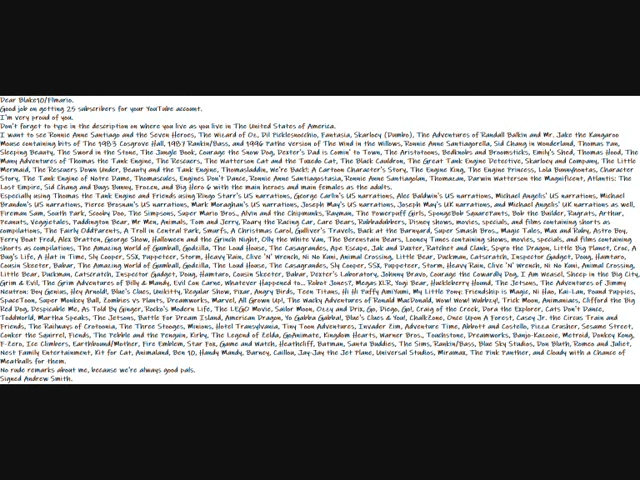 Dear Blake10/Flmario.
Good job on getting 25 subscribers for your YouTube account.
I'm very proud of you.
Don't forget to type in the description on where you live as you live in The United States of America.
I want to see Ronnie Anne Santiago and the Seven Heroes, The Wizard of Oz, Dil Picklesnocchio, Fantasia, Skarloey (Dumbo), The Adventures of Randall Balkin and Mr. Jake the Kangaroo
Mouse containing bits of The 1983 Cosgrove Hall, 1987 Rankin/Bass, and 1996 Pathe version of The Wind in the Willows, Ronnie Anne Santiagorella, Sid Chang in Wonderland, Thomas Pan,
Sleeping Beauty, The Sword in the Stone, The Jungle Book, Courage the Snow Dog, Dexter's Dad is Comin' to Town, The Aristotoons, Bedknobs and Broomsticks, Emily's Shed, Thomas Hood, The
Many Adventures of Thomas the Tank Engine, The Rescuers, The Watterson Cat and the Tuxedo Cat, The Black Cauldron, The Great Tank Engine Detective, Skarloey and Company, The Little
Mermaid, The Rescuers Down Under, Beauty and the Tank Engine, Thomasladdin, We're Back!: A Cartoon Character's Story, The Engine King, The Engine Princess, Lola Bunnyhontas, Character
Story, The Tank Engine of Notre Dame, Thomascules, Engines Don't Dance, Ronnie Anne Santiagostasia, Ronnie Anne Santiagolan, Thomaean, Darwin Watterson the Magnificent, Atlantis: The
Lost Empire, Sid Chang and Bugs Bunny, Frozen, and Big Hero 6 with the main heroes and main females as the adults.
Especially using Thomas the Tank Engine and Friends using Ringo Starr's US narrations, George Carlin's US narrations, Alec Baldwin's US narrations, Michael Angelis' US narrations, Michael
Brandon's US narrations, Pierce Brosnan's US narrations, Mark Moraghan's US narrations, Joseph May's US narrations, Joseph May's UK narrations, and Michael Angelis' UK narrations as well,
Fireman Sam, South Park, Scooby Doo, The Simpsons, Super Mario Bros., Alvin and the Chipmunks, Rayman, The Powerpuff Girls, SpongeBob Squarepants, Bob the Builder, Rugrats, Arthur,
Peanuts, Veggietales, Paddington Bear, Mr Men, Animals, Tom and Jerry, Roary the Racing Car, Care Bears, Rubbadubbers, Disney shows, movies, specials, and films containing shorts as
compilations, The Fairly OddParents, A Troll in Central Park, Smurfs, A Christmas Carol, Gulliver's Travels, Back at the Barnyard, Super Smash Bros., Magic Tales, Max and Ruby, Astro Boy,
Ferry Boat Fred, Alex Bratten, George Show, Halloween and the Grinch Night, Olly the White Van, The Berenstain Bears, Looney Tunes containing shows, movies, specials, and films containing
shorts as compilations, The Amazing World of Gumball, Godzilla, The Loud House, The Casagrandes, Ape Escape, Jak and Daxter, Ratchet and Clank, Spyro the Dragon, Little Big Planet, Croc, A
Bug's Life, A Hat in Time, Sly Cooper, SSX, Puppeteer, Storm, Heavy Rain, Clive 'N' Wrench, Ni No Kuni, Animal Crossing, Little Bear, Duckman, Catscratch, Inspector Gadget, Doug, Hamtaro,
Cousin Skeeter, Babar, The Amazing World of Gumball, Godzilla, The Loud House, The Casagrandes, Sly Cooper, SSX, Puppeteer, Storm, Heavy Rain, Clive 'N' Wrench, Ni No Kuni, Animal Crossing,
Little Bear, Duckman, Catscratch, Inspector Gadget, Doug, Hamtaro, Cousin Skeeter, Babar, Dexter's Laboratory, Johnny Bravo, Courage the Cowardly Dog, I Am Weasel, Sheep in the Big City,
Grim & Evil, The Grim Adventures of Billy & Mandy, Evil Con Carne, Whatever Happened to... Robot Jones?, Megas XLR, Yogi Bear, Huckleberry Hound, The Jetsons, The Adventures of Jimmy
Neutron: Boy Genius, Hey Arnold, Blue's Clues, Unikitty, Regular Show, Pixar, Angry Birds, Teen Titans, Hi Hi Puffy AmiYumi, My Little Pony: Friendship is Magic, Ni Hao, Kai-Lan, Pound Puppies,
SpaceToon, Super Monkey Ball, Zombies vs Plants, Dreamworks, Marvel, All Grown Up!, The Wacky Adventures of Ronald MacDonald, Wow! Wow! Wubbzy!, Trick Moon, Animaniacs, Clifford the Big
Red Dog, Despicable Me, As Told By Ginger, Rocko's Modern Life, The LEGO Movie, Sailor Moon, Ozzy and Drix, Go, Diego, Go!, Craig of the Creek, Dora the Explorer, Cats Don't Dance,
ToddWorld, Martha Speaks, The Jetsons, Battle For Dream Island, American Dragon, Yo Gabba Gabba!, Blue's Clues & You!, ChalkZone, Once Upon A Forest, Casey Jr. the Circus Train and
Friends, The Railways of Crotoonia, The Three Stooges, Minions, Hotel Transylvania, Tiny Toon Adventures, Invader Zim, Adventure Time, Abbott and Costello, Pizza Crasher, Sesame Street,
Conker the Squirrel, Friends, The Pebble and the Penguin, Kirby, The Legend of Zelda, GoAnimate, Kingdom Hearts, Warner Bros., Toonstone, Dreamworks, Banjo-Kazooie, Metroid, Donkey Kong,
F-Zero, Ice Climbers, Earthbound/Mother, Fire Emblem, Star Fox, Game and Watch, Heathcliff, Batman, Santa Buddies, The Sims, Rankin/Bass, Blue Sky Studios, Don Bluth, Romeo and Juliet,
Nest Family Entertainment, Kit for Cat, Animaland, Ben 10, Handy Mandy, Barney, Caillou, Jay-Jay the Jet Plane, Universal Studios, Miramax, The Pink Panther, and Cloudy with a Chance of
Meatballs for them.
No rude remarks about me, because we're always good pals.
Signed Andrew Smith.